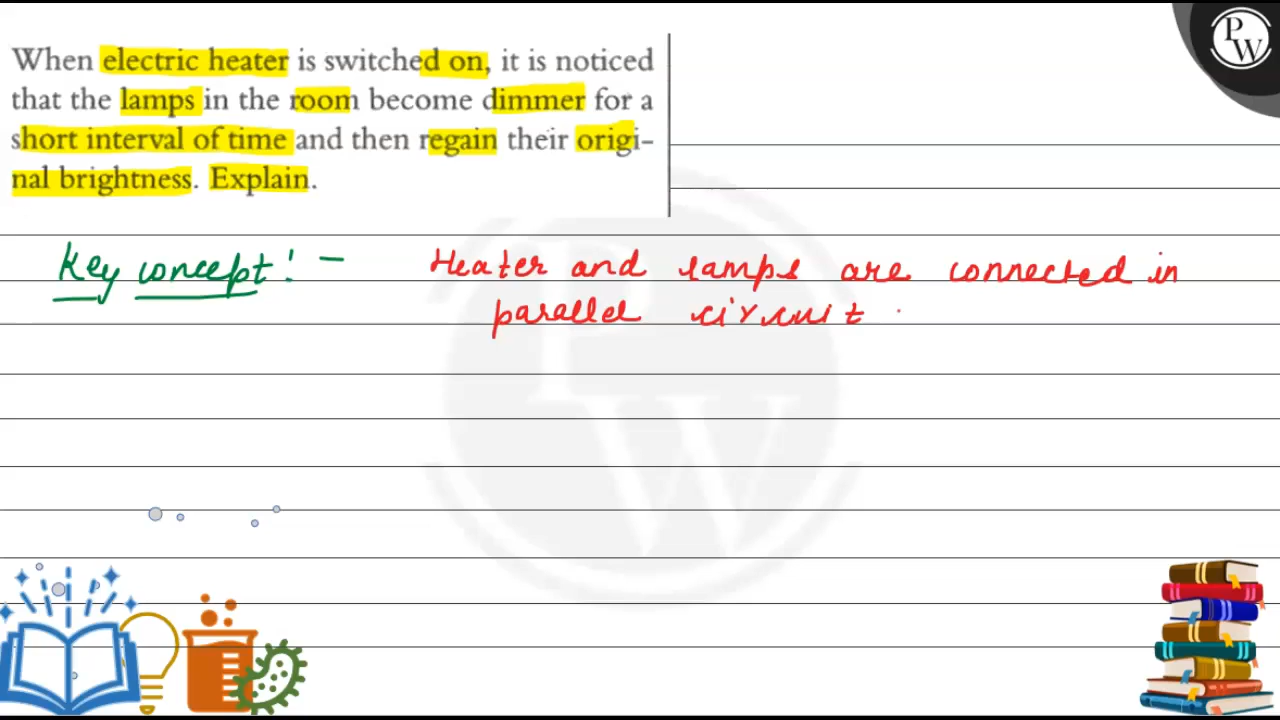 When electric heater is switched on, it is noticed
that the lamps in the room become dimmer for a
short interval of time and then regain their origi-
nal brightness. Explain.
Key concept! -
Heater and lamps are connected in
parallel circuit.
PW
PW